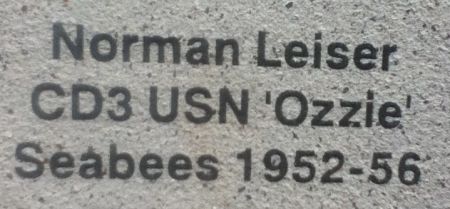 Norman Leiser
CD3 USN 'Ozzie'
Seabees 1952-56